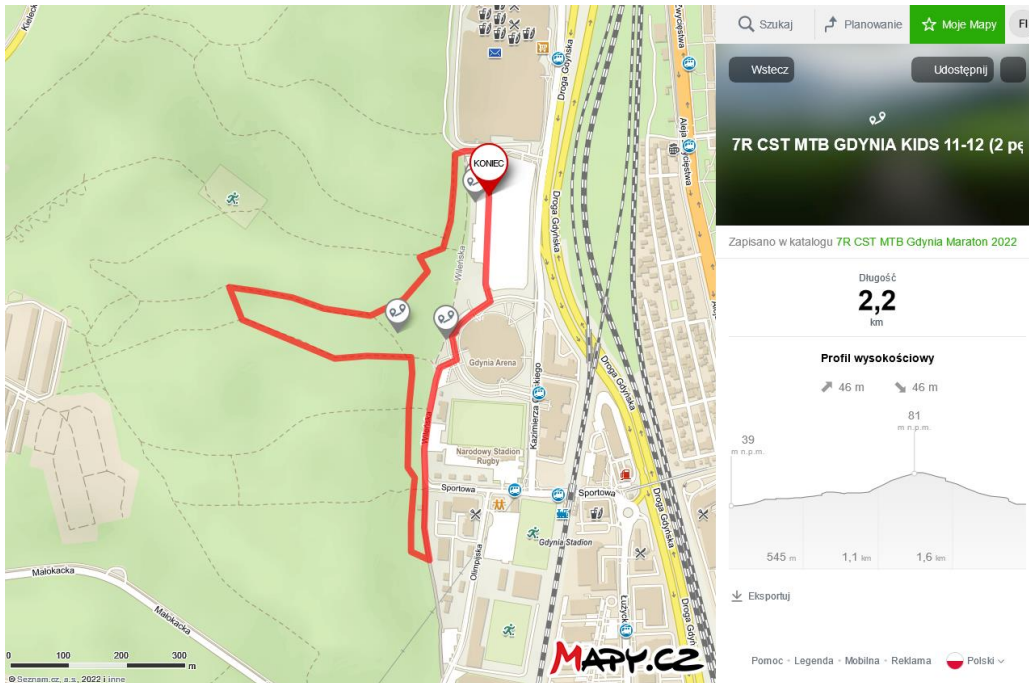 Szukaj
Planowanie
Moje Mapy
FI
Wstecz
Udostępnij
7R CST MTB GDYNIA KIDS 11-12 (2 pę
Zapisano w katalogu 7R CST MTB Gdynia Maraton 2022
Długość
2,2
km
Profil wysokościowy
46 m
46 m
39
m n.p.m.
81
m n.p.m.
545 m
1,1 km
1,6 km
Eksportuj
Pomoc - Legenda - Mobilna - Reklama
Polski
Kielecka
Droga Gdyńska
KONIEC
Droga Gdyńska
Wileńska
Gdynia Arena
Droga Gdyńska
Wileńska
Narodowy Stadion
Rugby
Sportowa
Sportowa
Gdynia Stadion
Olimpijska
Droga Gdyńska
Małokacka
Małokacka
Droga Gdyń
0 100 200 300
m
© Seznam.cz, a.s., 2022 i inne
MAPY.CZ